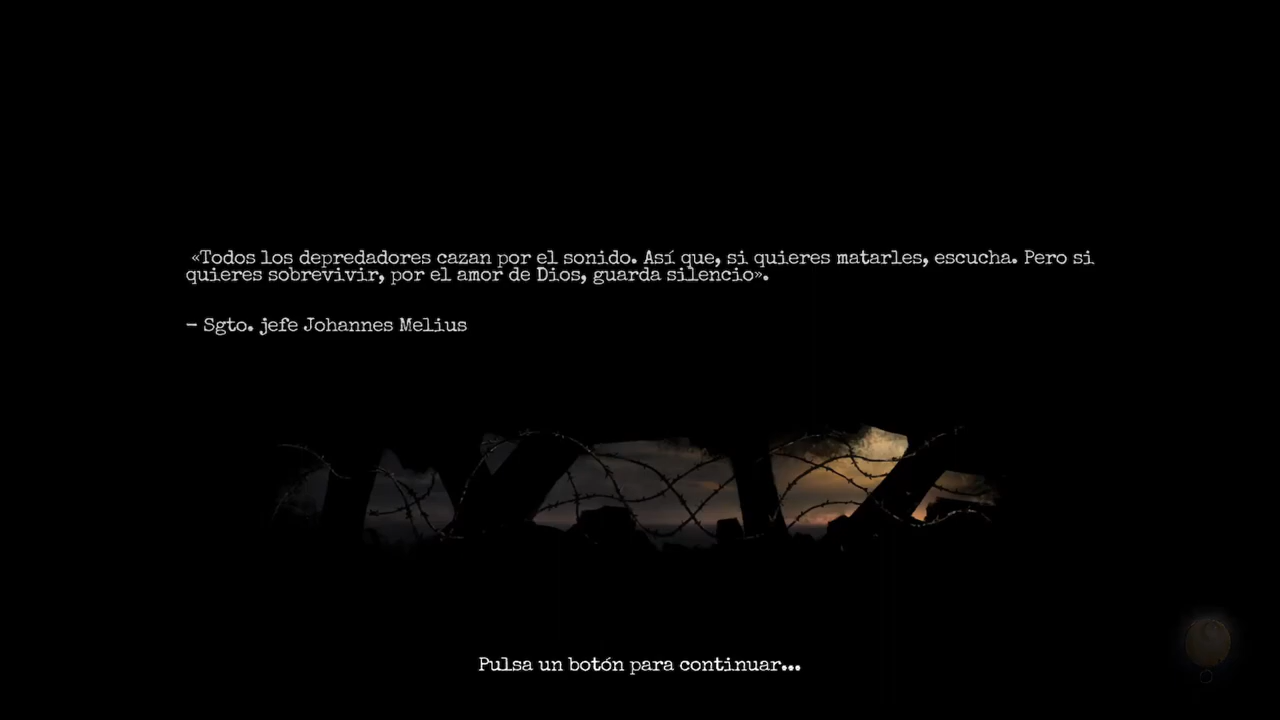 «Todos los depredadores cazan por el sonido. Así que, si quieres matarles, escucha. Pero si
quieres sobrevivir, por el amor de Dios, guarda silencio».
- Sgto. jefe Johannes Melius
Pulsa un botón para continuar...